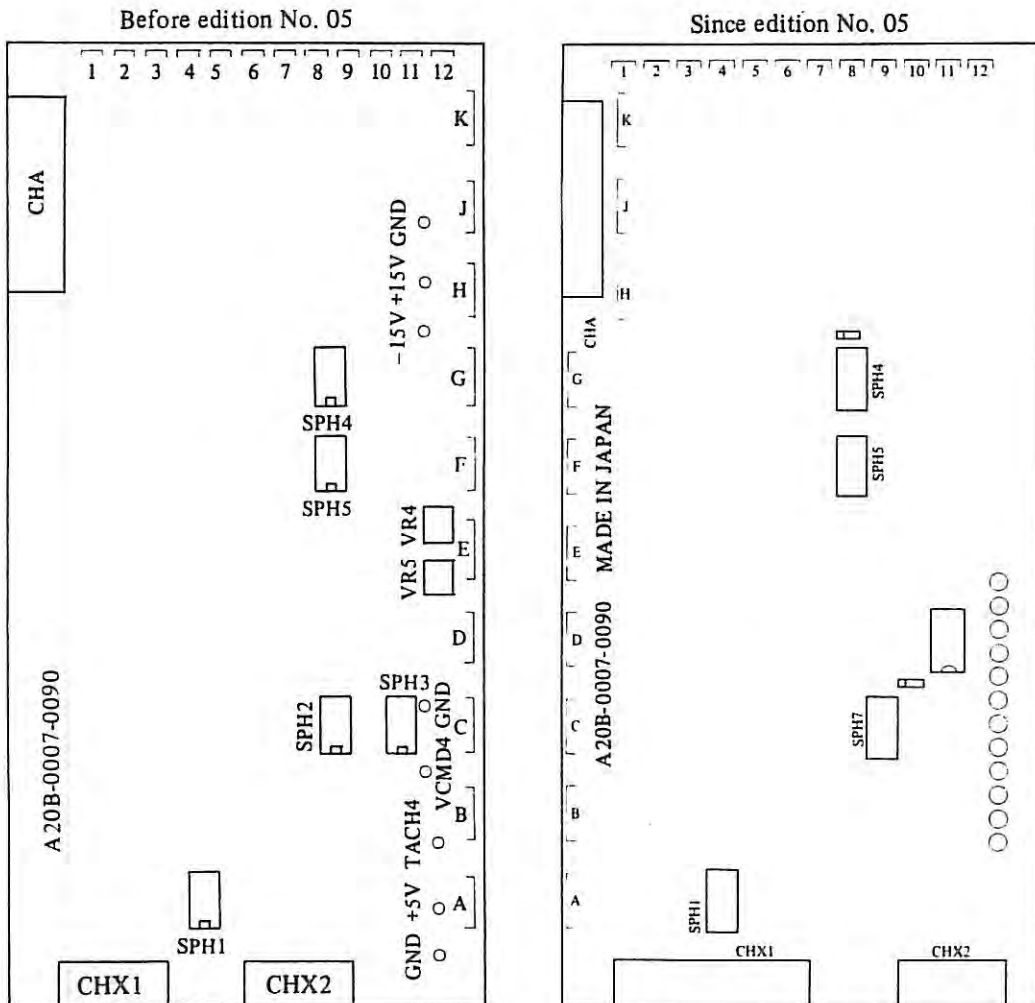 Before edition No. 05
1 2 3 4 5 6 7 8 9 10 11 12
CHA
K
J
GND
+15V
−15V
H
G
SPH4
F
SPH5
VR4
E
VR5
D
SPH3
SPH2
GND
C
VCMD4
B
TACH4
A20B-0007-0090
+5V
A
GND
SPH1
CHX1
CHX2
Since edition No. 05
1 2 3 4 5 6 7 8 9 10 11 12
K
J
H
CHA
G
SPH4
F
SPH5
MADE IN JAPAN
E
D
A20B-0007-0090
C
SPH7
B
A
SPH1
CHX1
CHX2